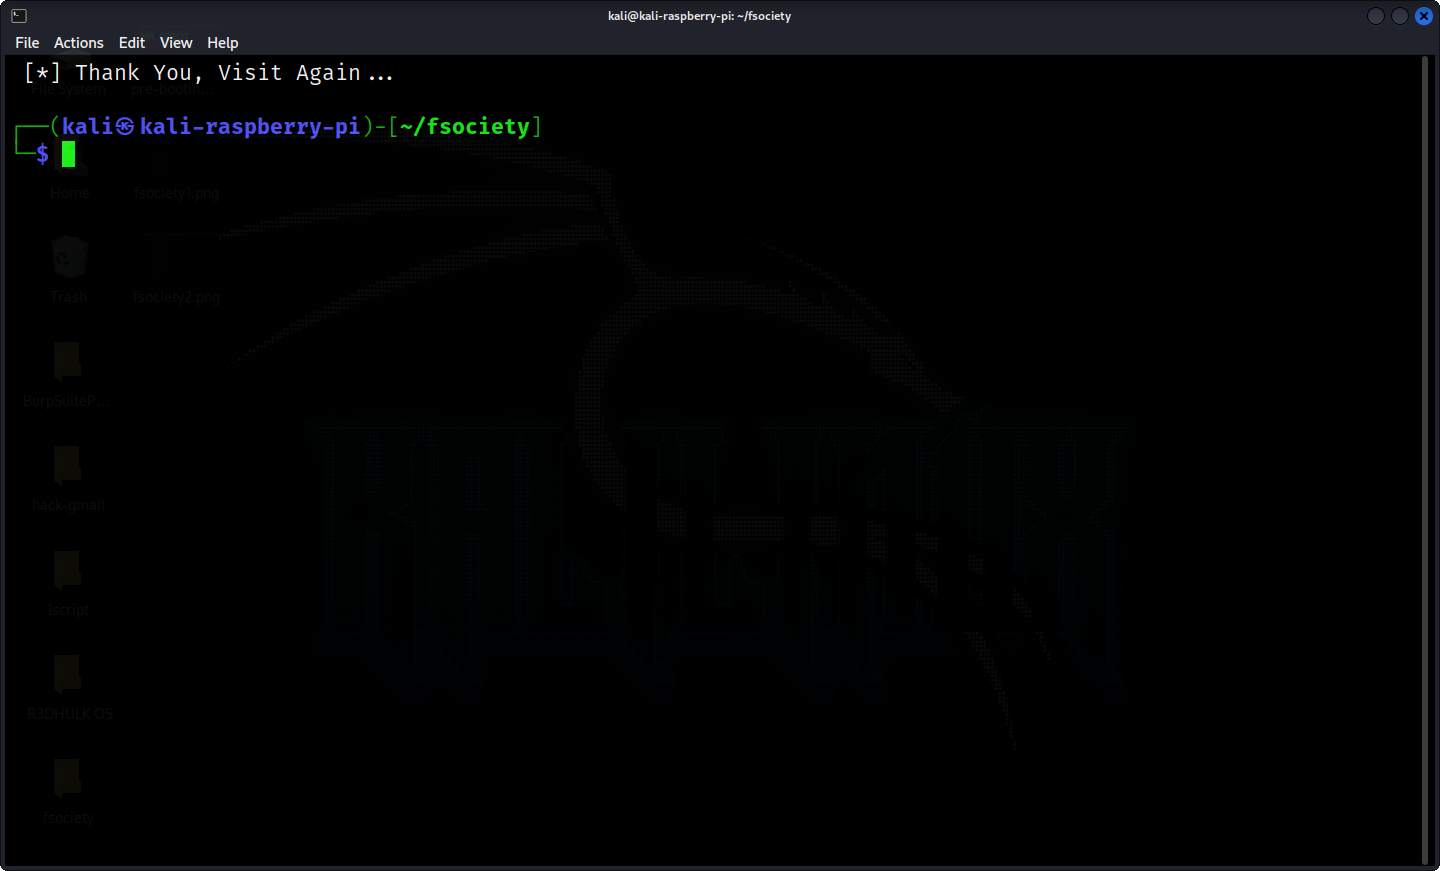 kali@kali-raspberry-pi: ~/fsociety
File Actions Edit View Help
[*] Thank You, Visit Again...
File System pre-bootin...
┌──(kali㉿kali-raspberry-pi)-[~/fsociety]
└─$
Home fsociety1.png
Trash fsociety2.png
BurpSuiteP...
hack-gmail
lscript
R3DHULK OS
fsociety